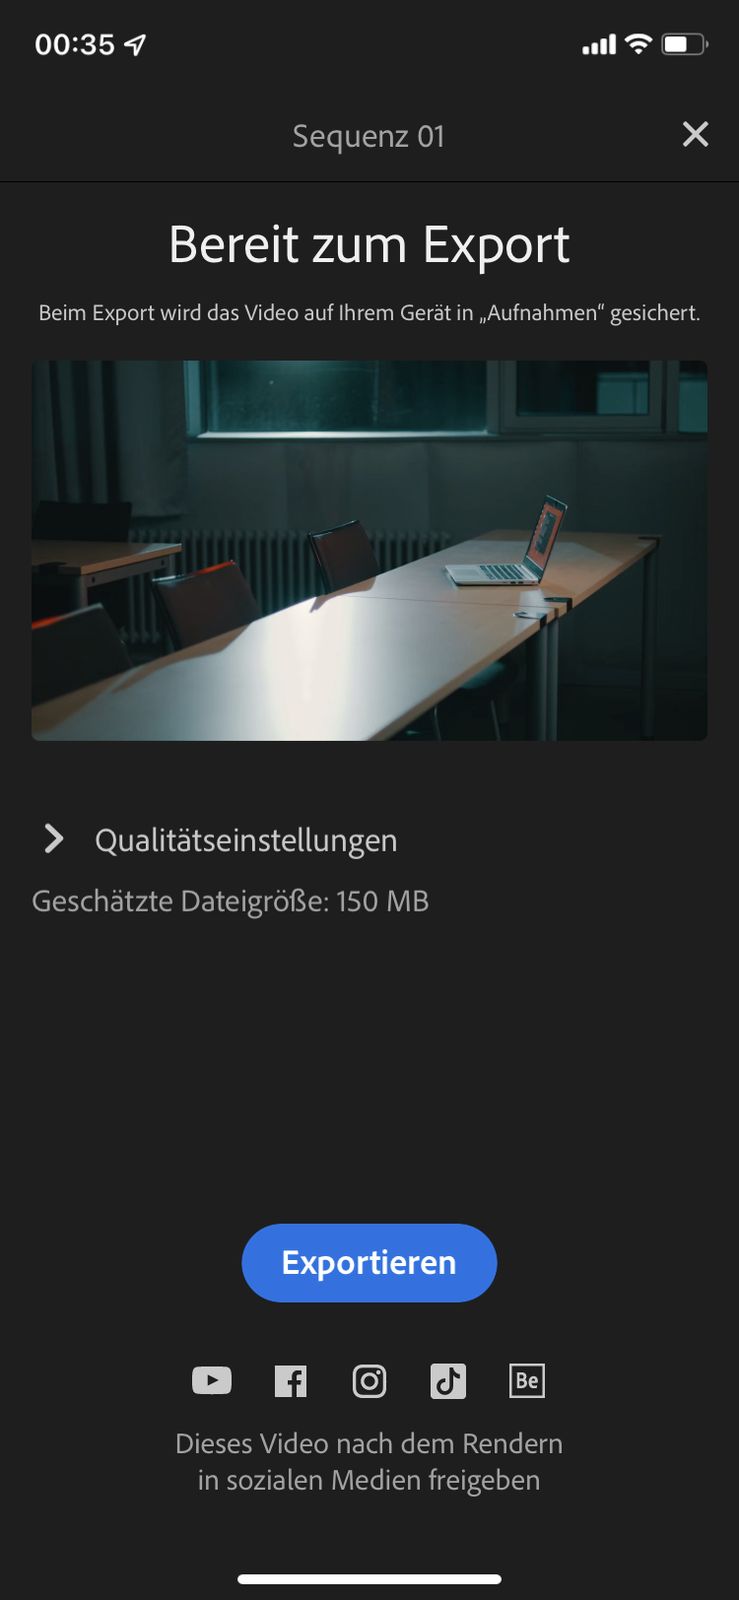 00:35
Sequenz 01
Bereit zum Export
Beim Export wird das Video auf Ihrem Gerät in „Aufnahmen“ gesichert.
Qualitätseinstellungen
Geschätzte Dateigröße: 150 MB
Exportieren
Be
Dieses Video nach dem Rendern
in sozialen Medien freigeben